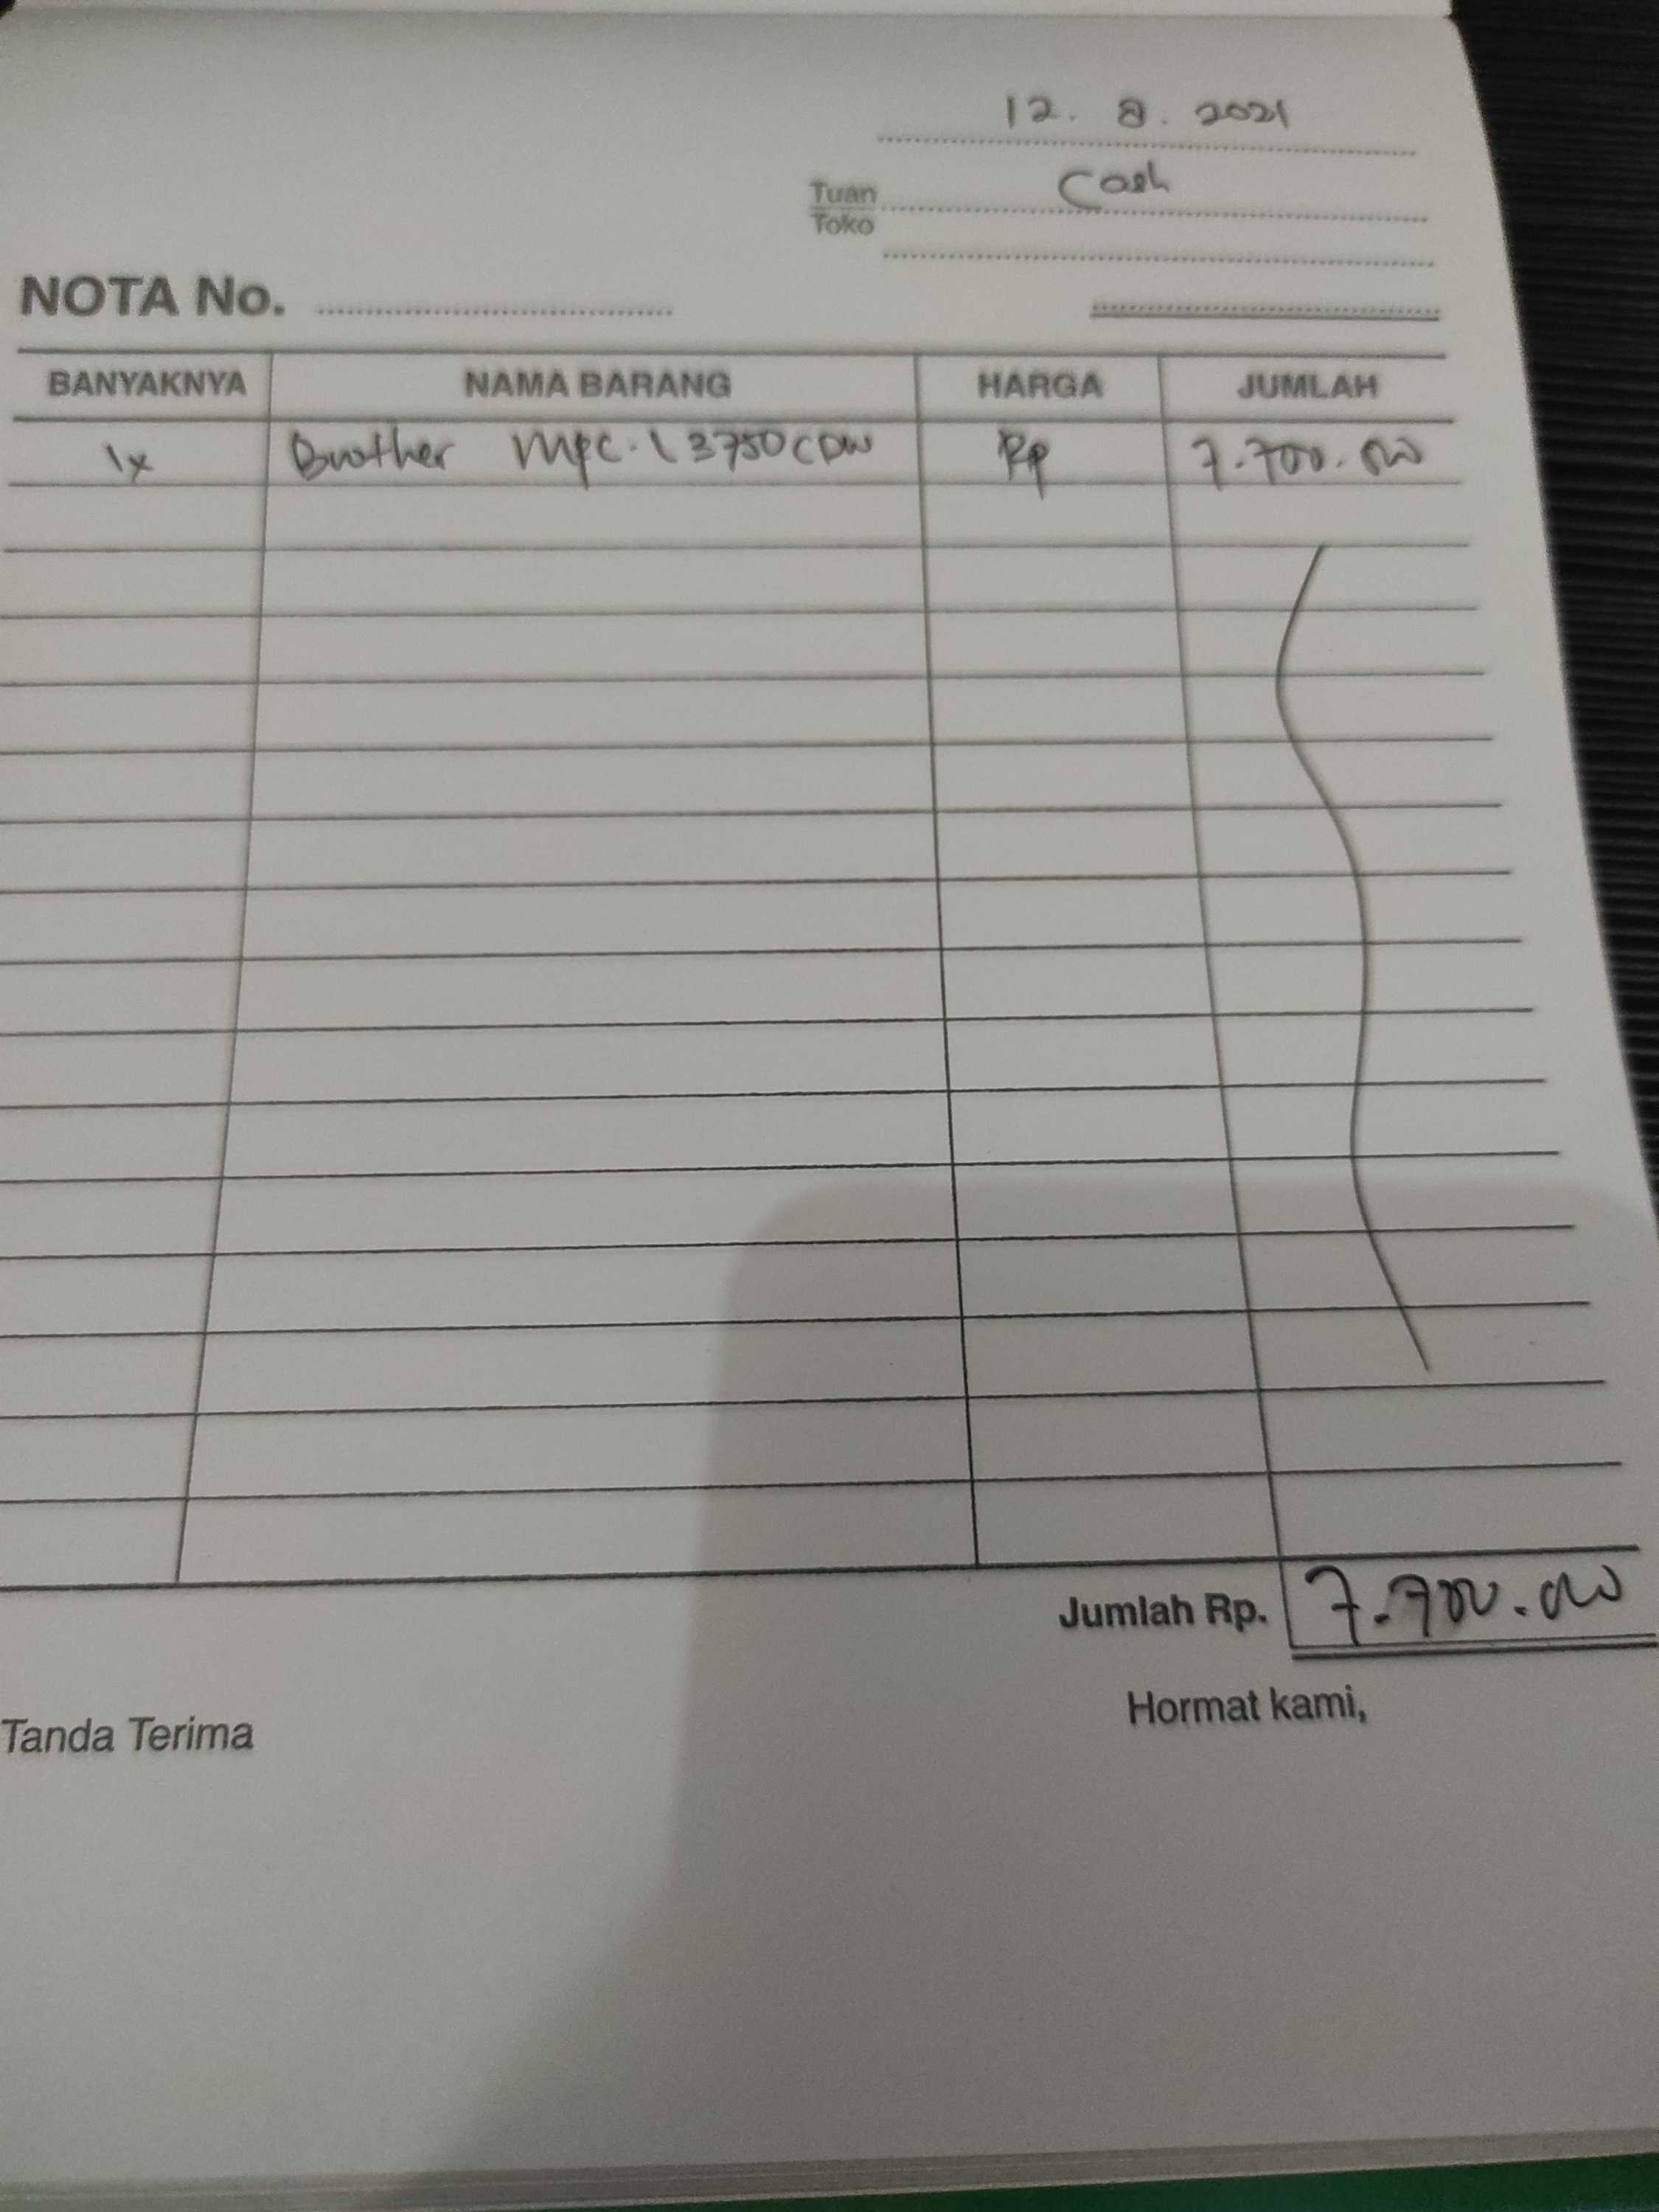 12. 8. 2021
Tuan Cash
Toko
NOTA No.
BANYAKNYA NAMA BARANG HARGA JUMLAH
1x Brother MFC. L3750CDW Rp 7.700.000
Jumlah Rp. 7.700.000
Tanda Terima Hormat kami,